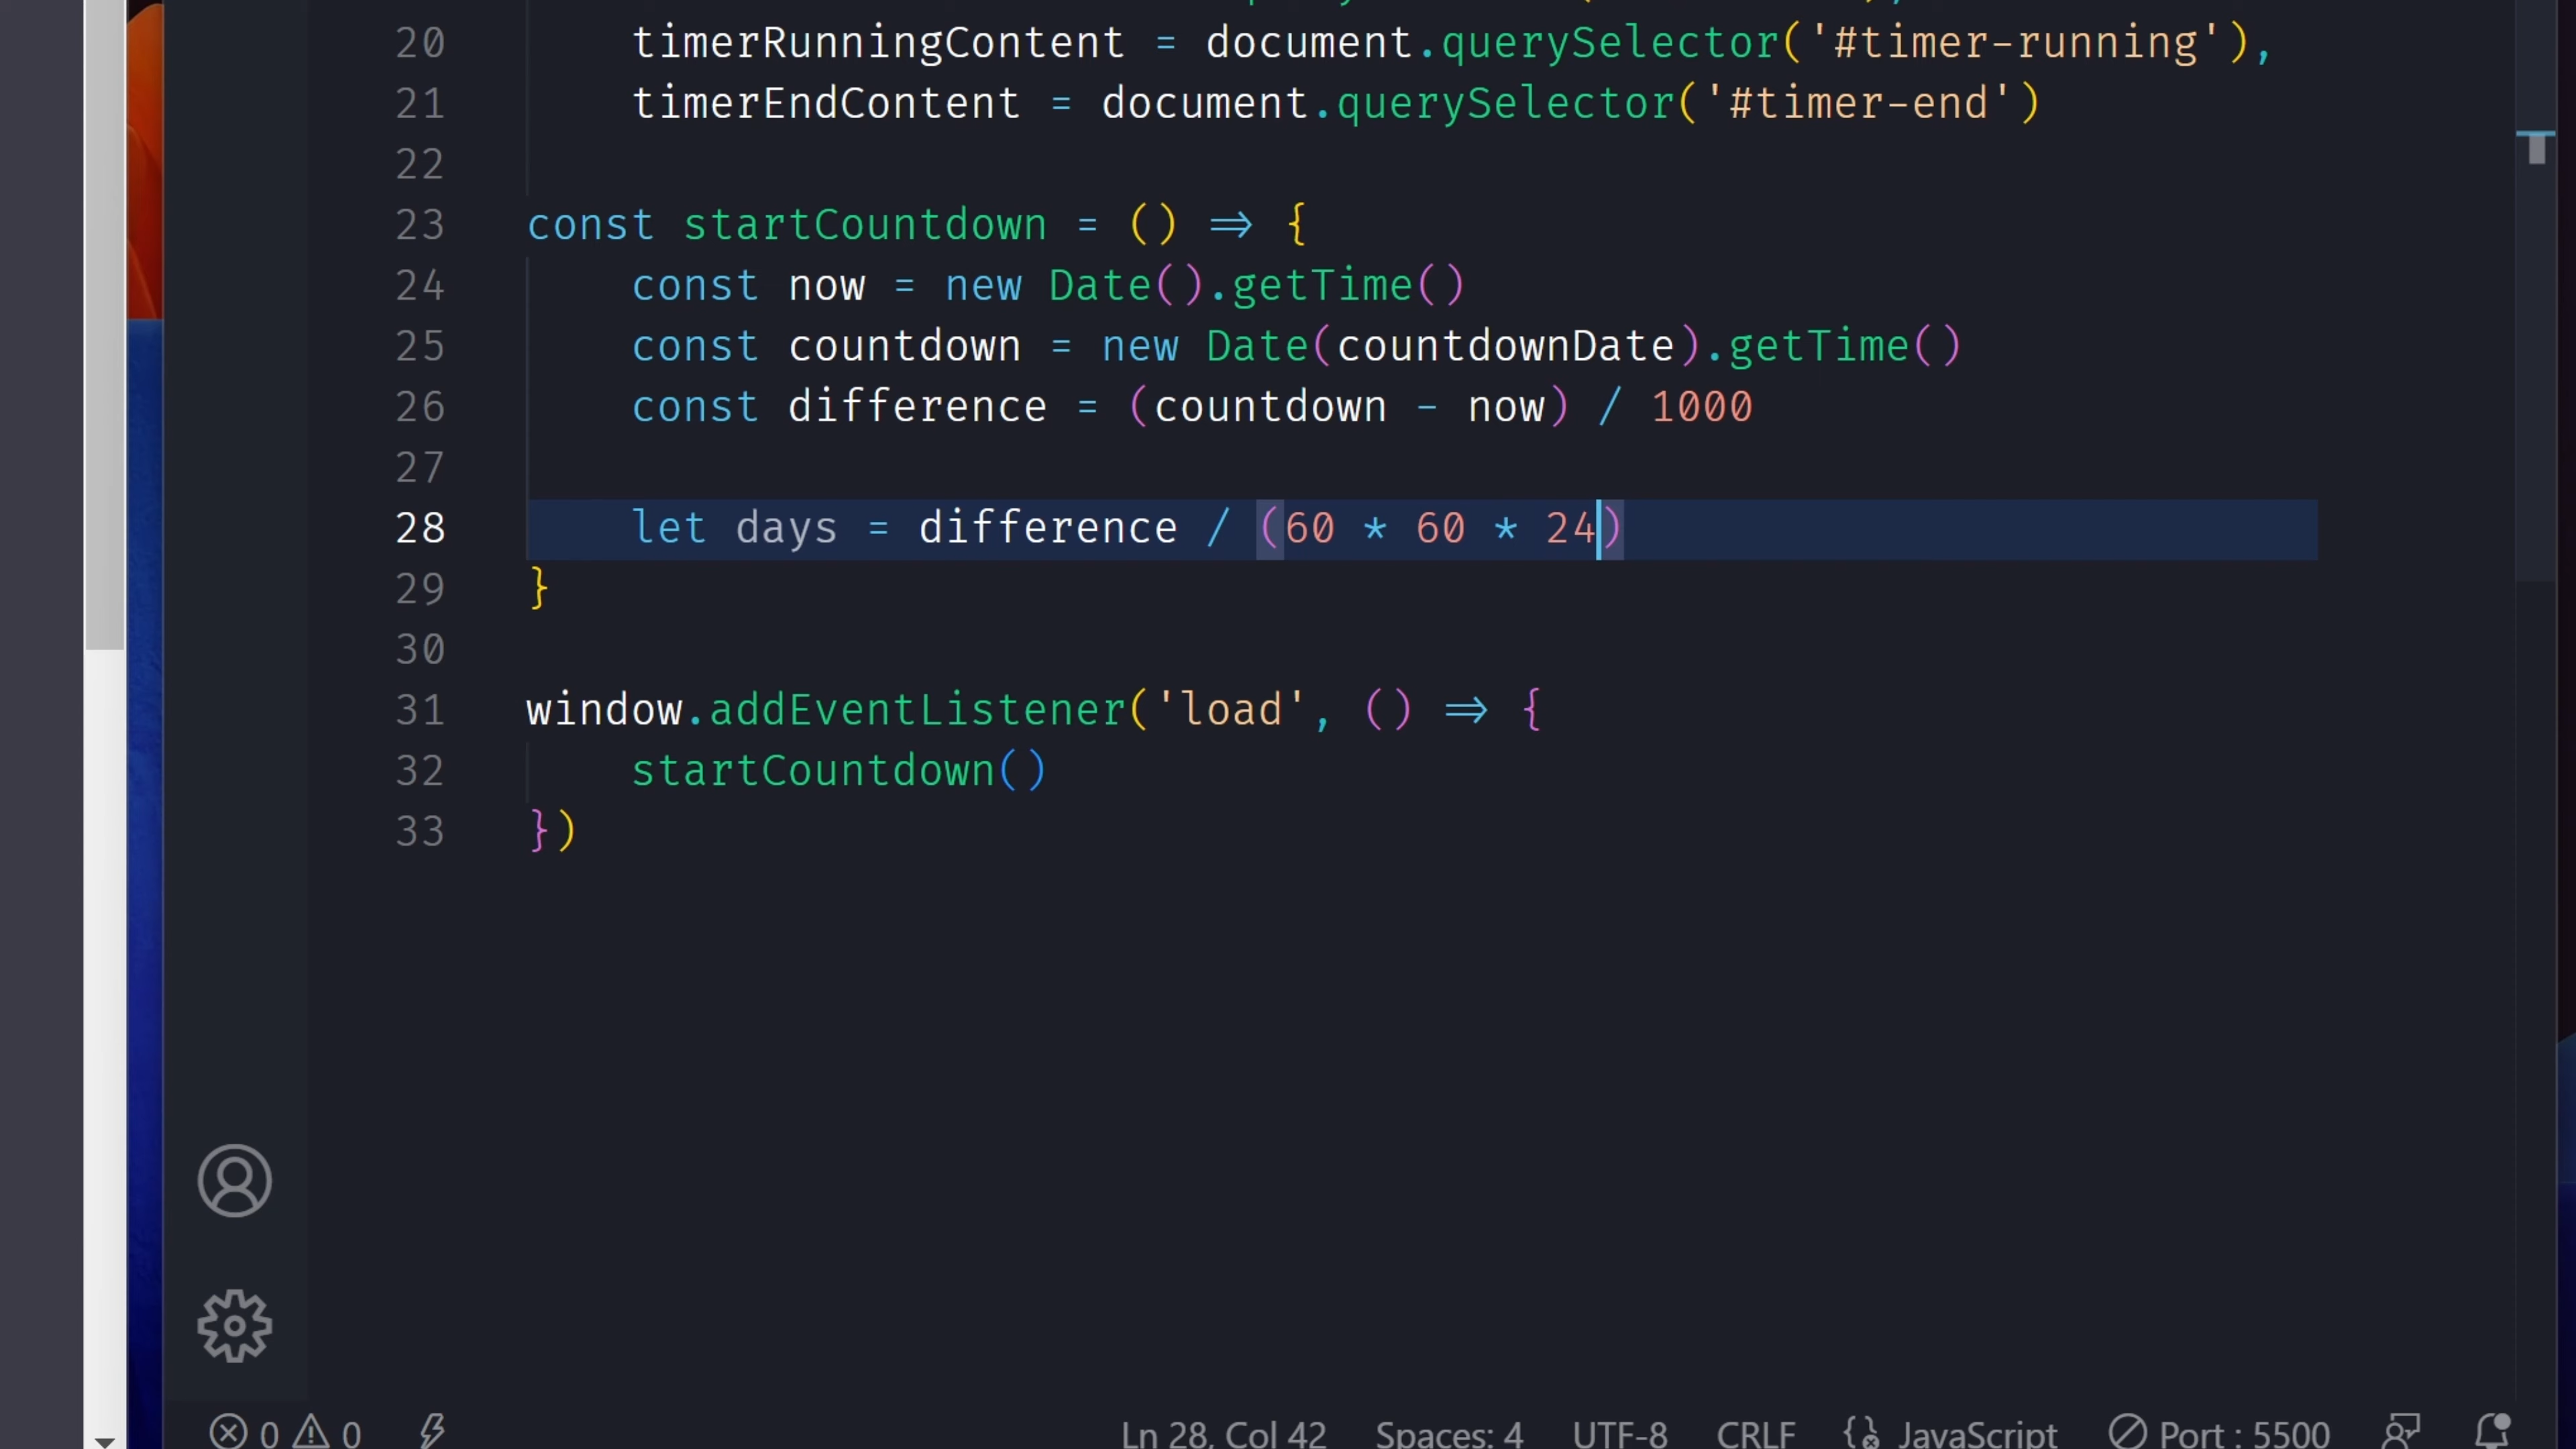 20 timerRunningContent = document.querySelector('#timer-running'),
21 timerEndContent = document.querySelector('#timer-end')
22
23 const startCountdown = () => {
24 const now = new Date().getTime()
25 const countdown = new Date(countdownDate).getTime()
26 const difference = (countdown - now) / 1000
27
28 let days = difference / (60 * 60 * 24)
29 }
30
31 window.addEventListener('load', () => {
32 startCountdown()
33 })
0 0 Ln 28, Col 42 Spaces: 4 UTF-8 CRLF JavaScript Port : 5500